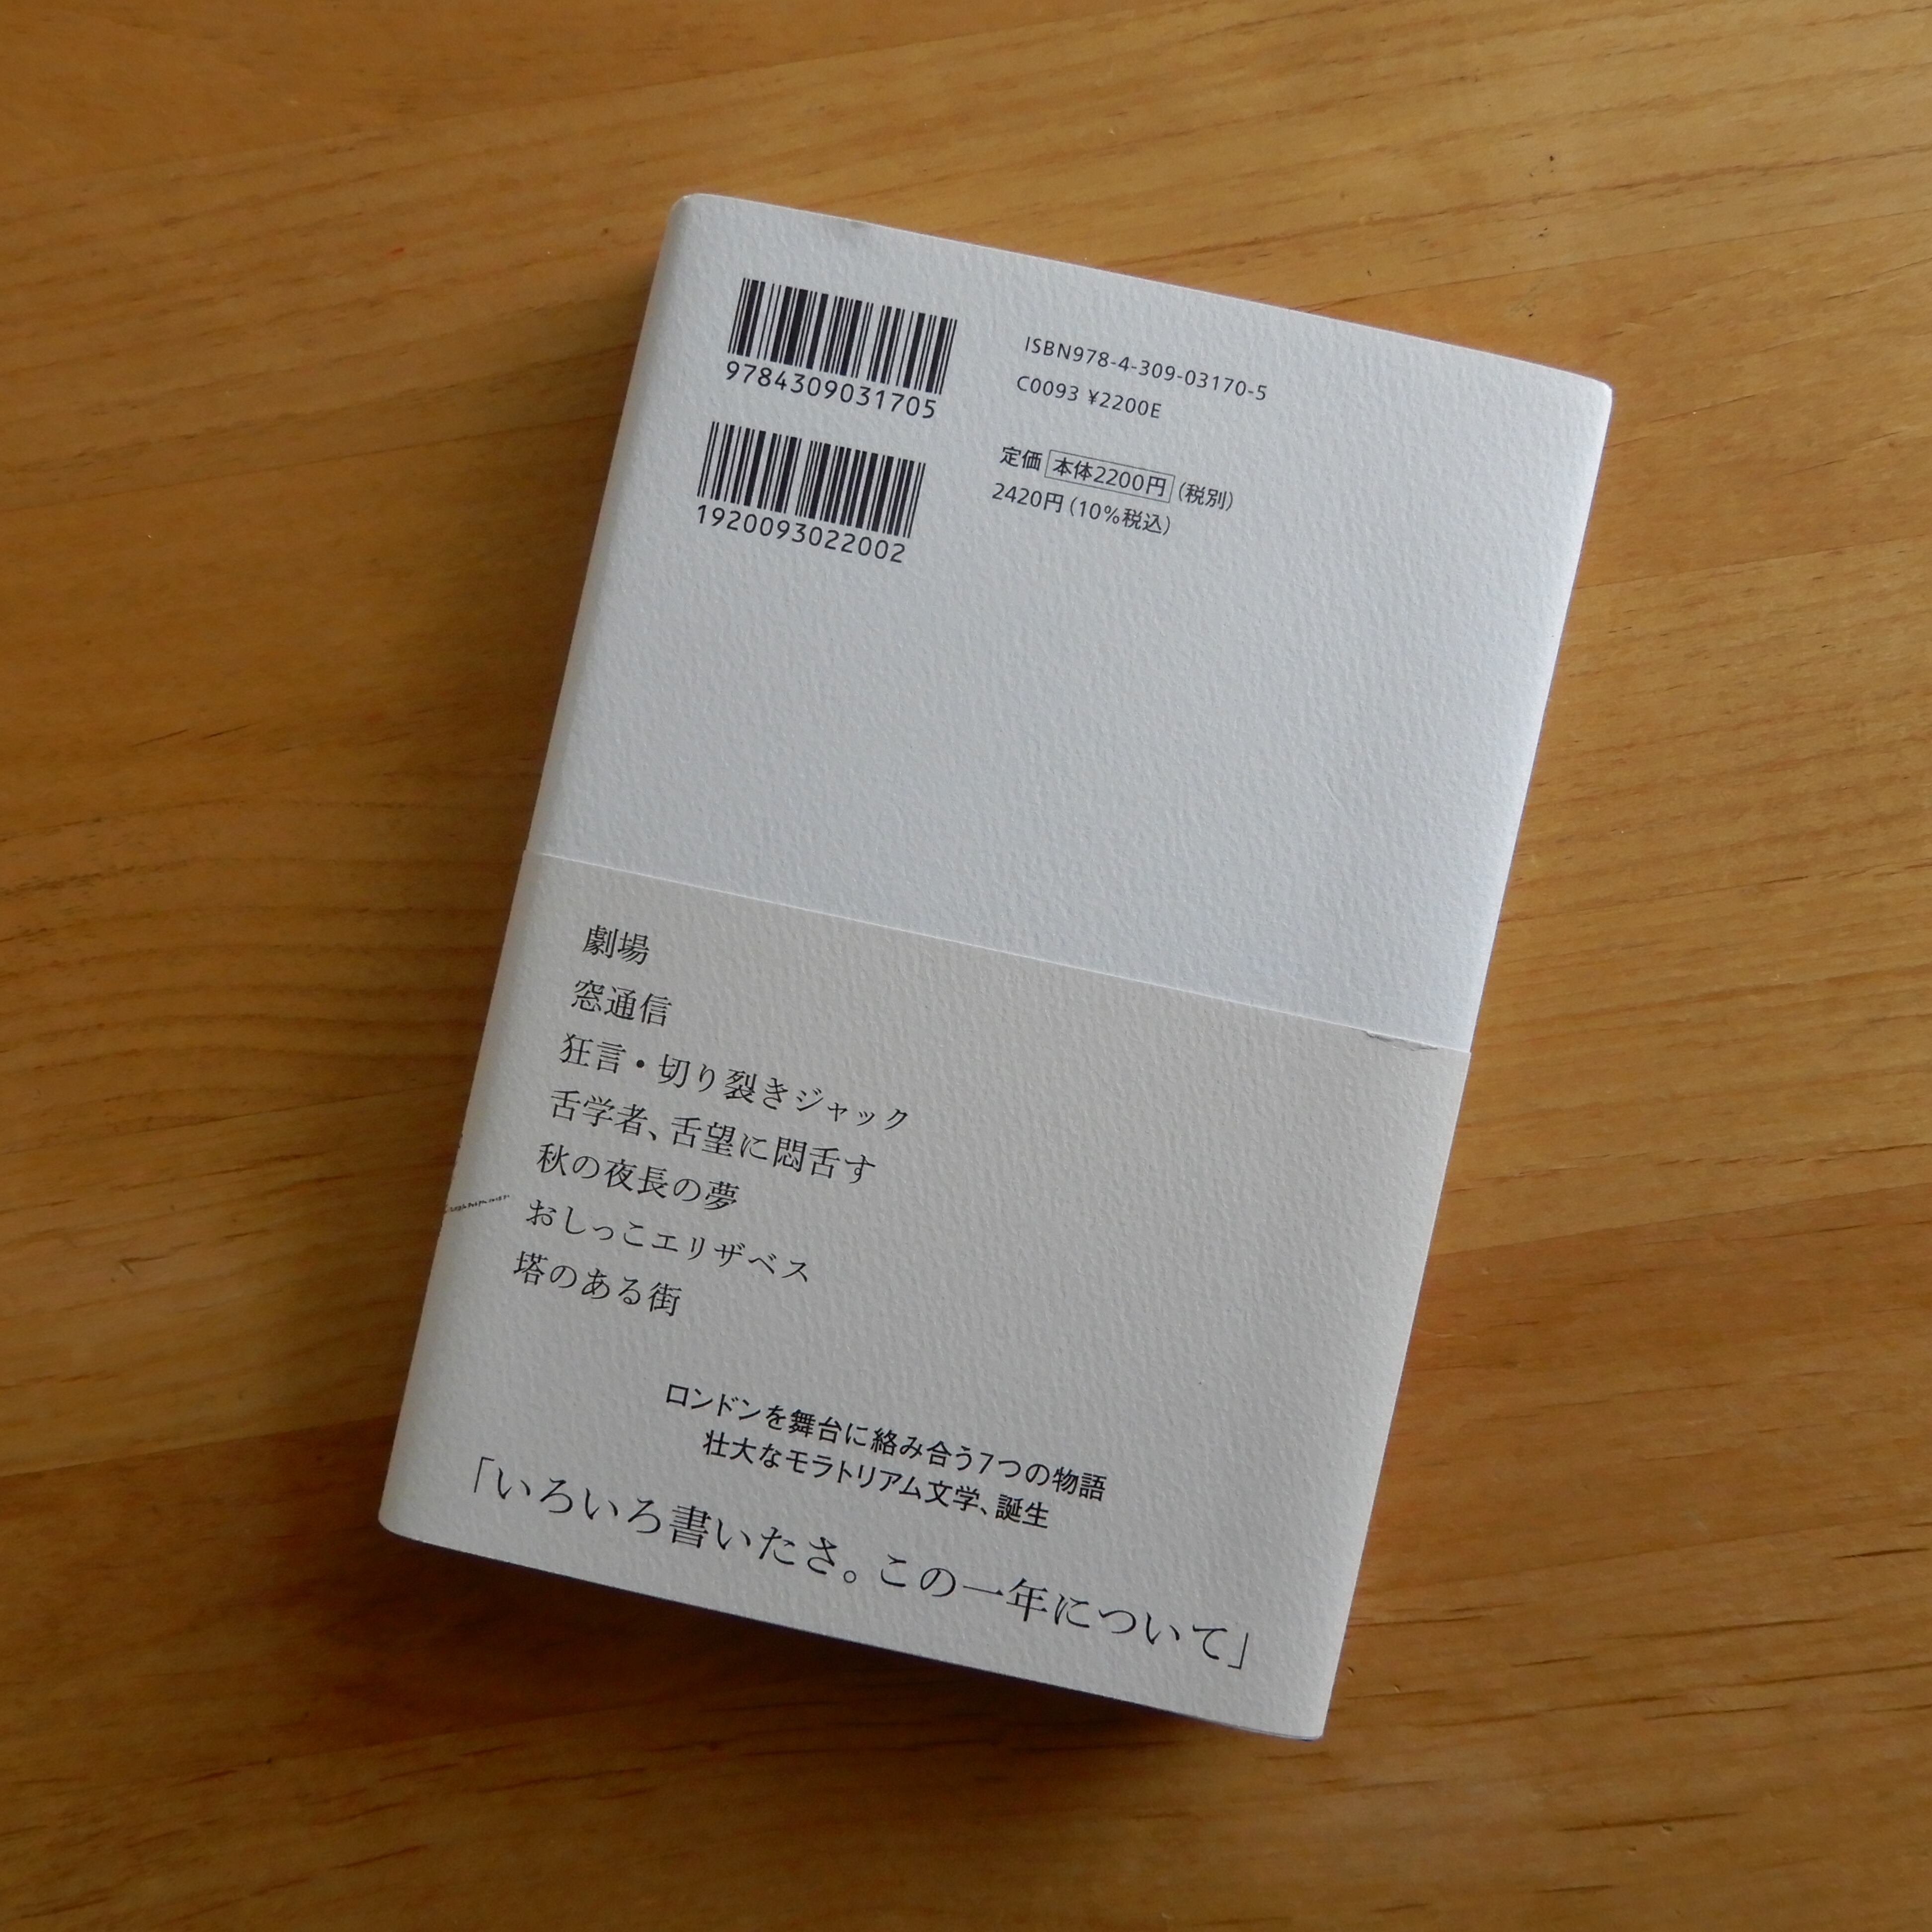 9784309031705
ISBN978-4-309-03170-5
C0093 ¥2200E
1920093022002
定価 本体2200円 (税別)
2420円(10%税込)
劇場
窓通信
狂言・切り裂きジャック
舌学者、舌望に悶舌す
秋の夜長の夢
おしっこエリザベス
塔のある街
ロンドンを舞台に絡み合う7つの物語
壮大なモラトリアム文学、誕生
「いろいろ書いたさ。この一年について」